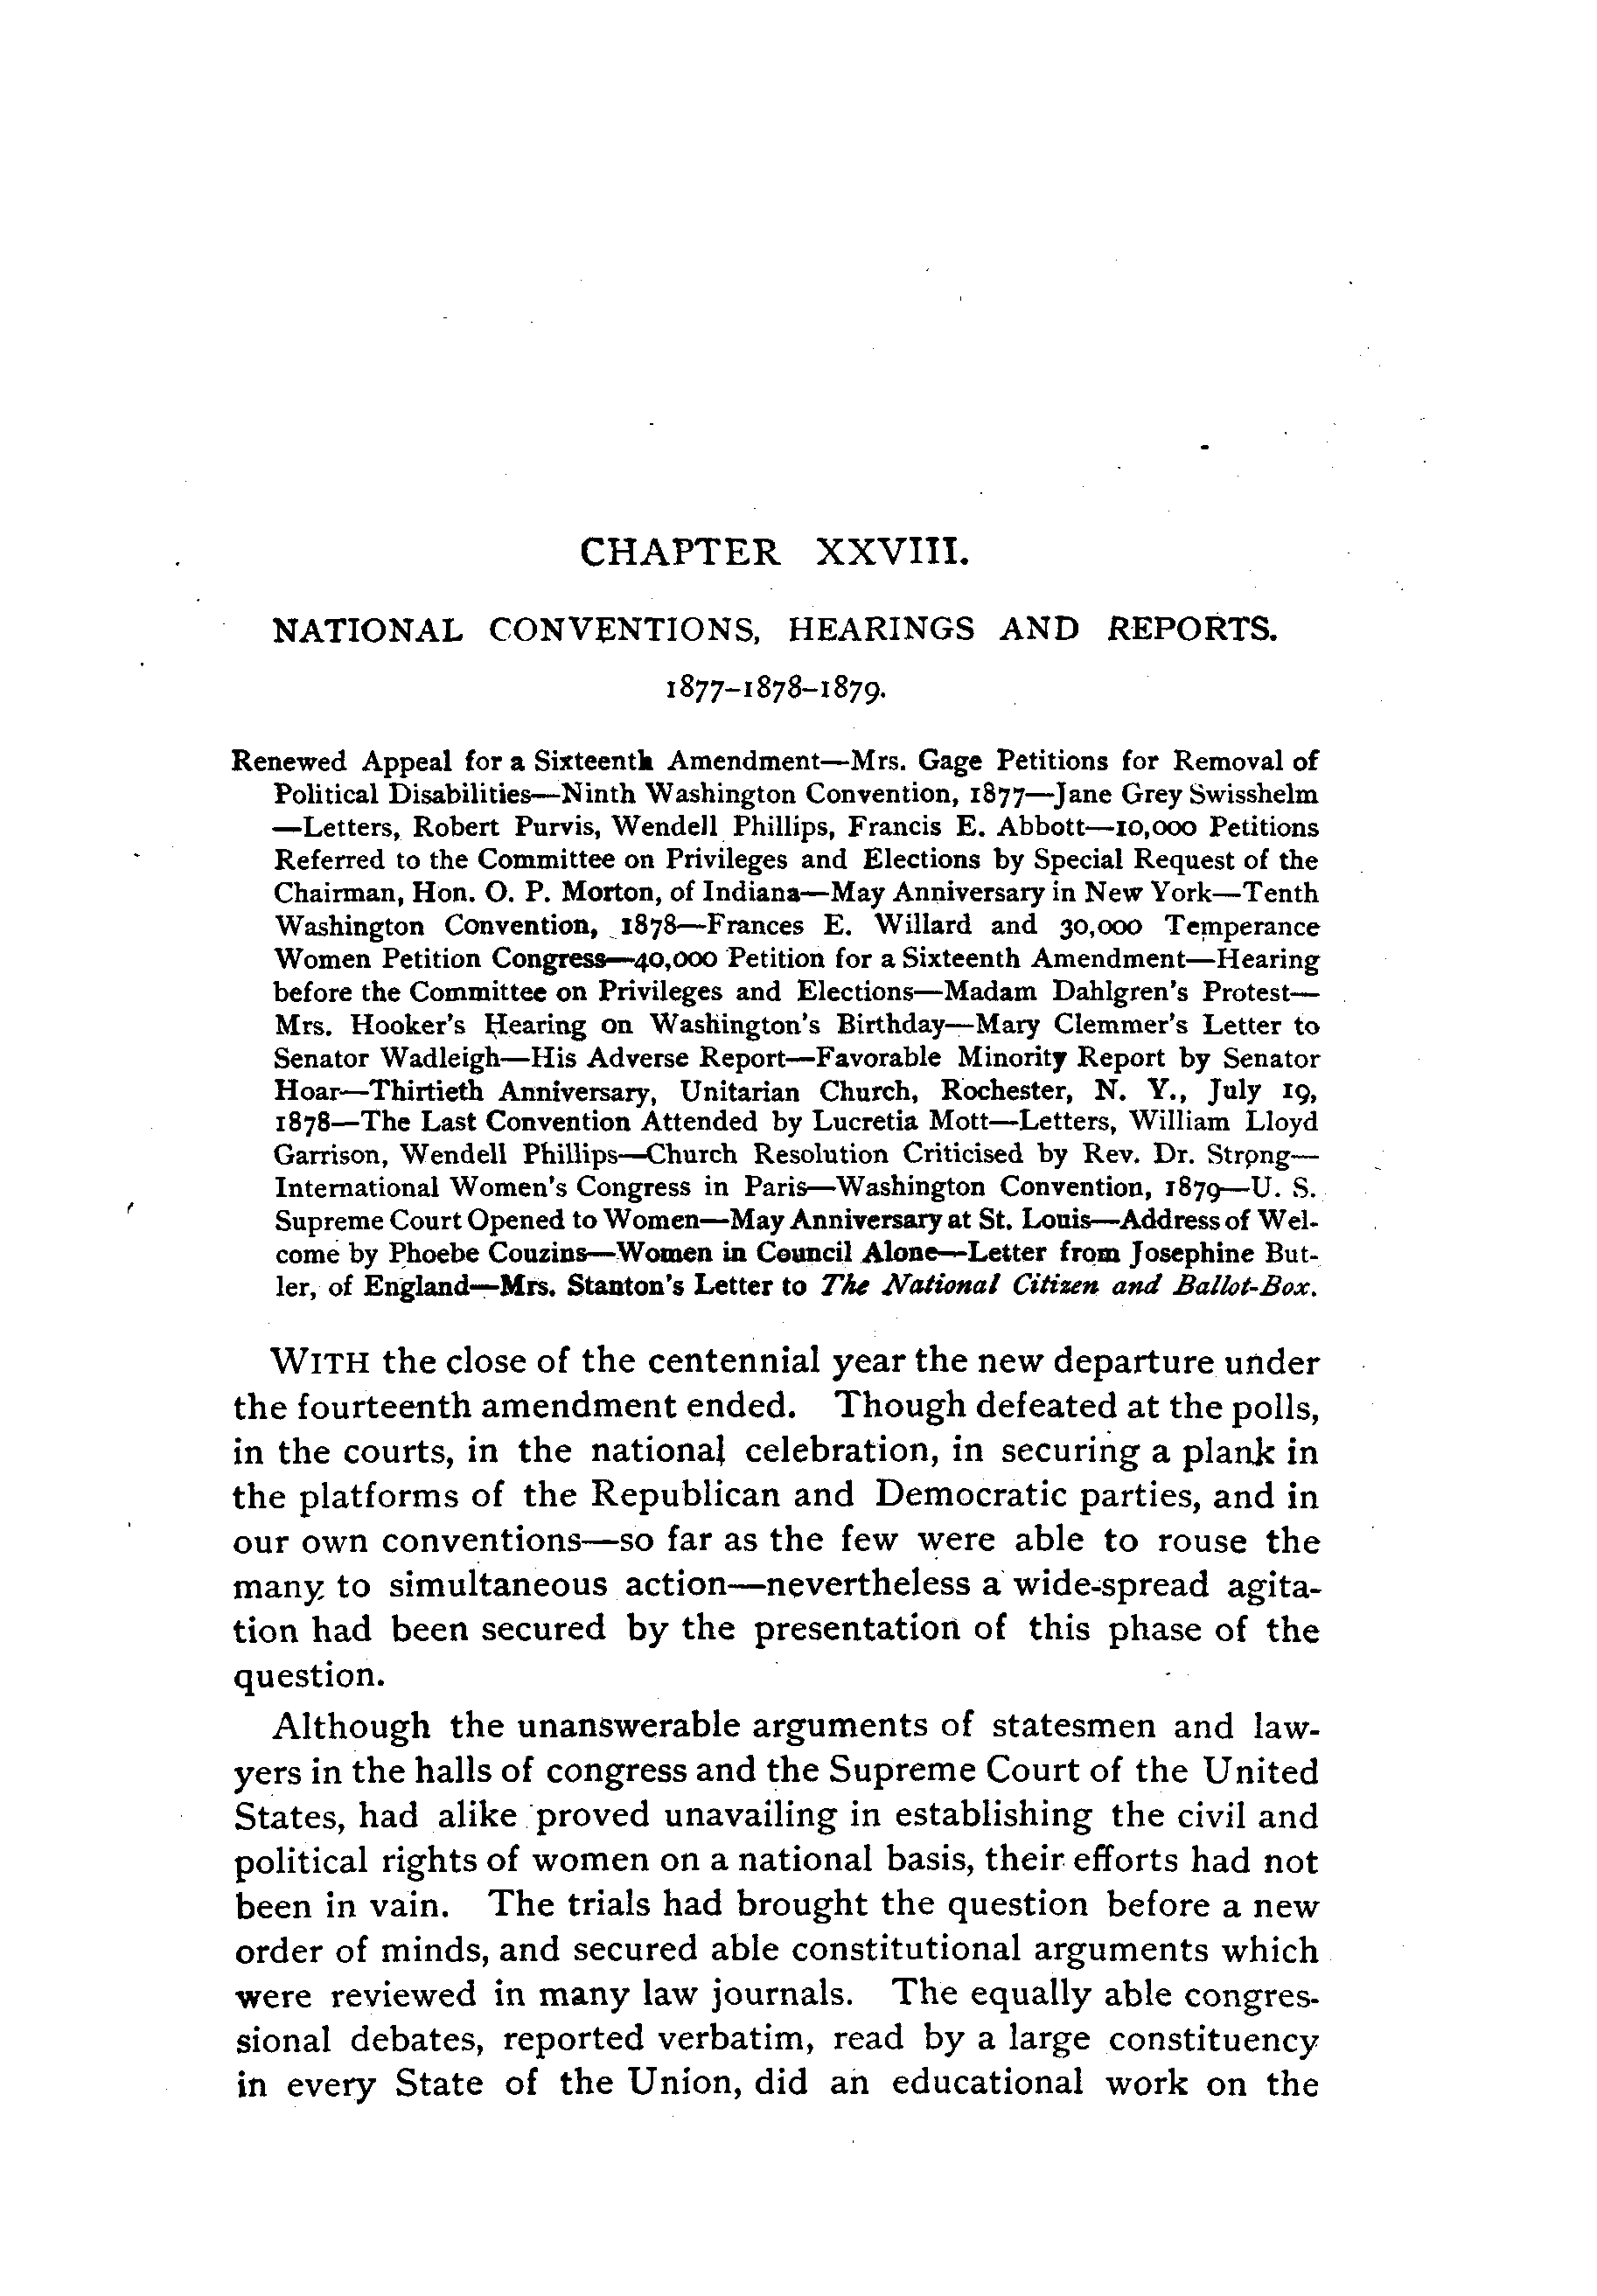 CHAPTER XXVIII.
NATIONAL CONVENTIONS, HEARINGS AND REPORTS.
1877–1878–1879.
Renewed Appeal for a Sixteenth Amendment—Mrs. Gage Petitions for Removal of
Political Disabilities—Ninth Washington Convention, 1877—Jane Grey Swisshelm
—Letters, Robert Purvis, Wendell Phillips, Francis E. Abbott—10,000 Petitions
Referred to the Committee on Privileges and Elections by Special Request of the
Chairman, Hon. O. P. Morton, of Indiana—May Anniversary in New York—Tenth
Washington Convention, 1878—Frances E. Willard and 30,000 Temperance
Women Petition Congress—40,000 Petition for a Sixteenth Amendment—Hearing
before the Committee on Privileges and Elections—Madam Dahlgren's Protest—
Mrs. Hooker's Hearing on Washington's Birthday—Mary Clemmer's Letter to
Senator Wadleigh—His Adverse Report—Favorable Minority Report by Senator
Hoar—Thirtieth Anniversary, Unitarian Church, Rochester, N. Y., July 19,
1878—The Last Convention Attended by Lucretia Mott—Letters, William Lloyd
Garrison, Wendell Phillips—Church Resolution Criticised by Rev. Dr. Strong—
International Women's Congress in Paris—Washington Convention, 1879—U. S.
Supreme Court Opened to Women—May Anniversary at St. Louis—Address of Wel-
come by Phoebe Couzins—Women in Council Alone—Letter from Josephine But-
ler, of England—Mrs. Stanton's Letter to The National Citizen and Ballot-Box.
WITH the close of the centennial year the new departure under
the fourteenth amendment ended. Though defeated at the polls,
in the courts, in the national celebration, in securing a plank in
the platforms of the Republican and Democratic parties, and in
our own conventions—so far as the few were able to rouse the
many to simultaneous action—nevertheless a wide-spread agita-
tion had been secured by the presentation of this phase of the
question.
Although the unanswerable arguments of statesmen and law-
yers in the halls of congress and the Supreme Court of the United
States, had alike proved unavailing in establishing the civil and
political rights of women on a national basis, their efforts had not
been in vain. The trials had brought the question before a new
order of minds, and secured able constitutional arguments which
were reviewed in many law journals. The equally able congres-
sional debates, reported verbatim, read by a large constituency
in every State of the Union, did an educational work on the